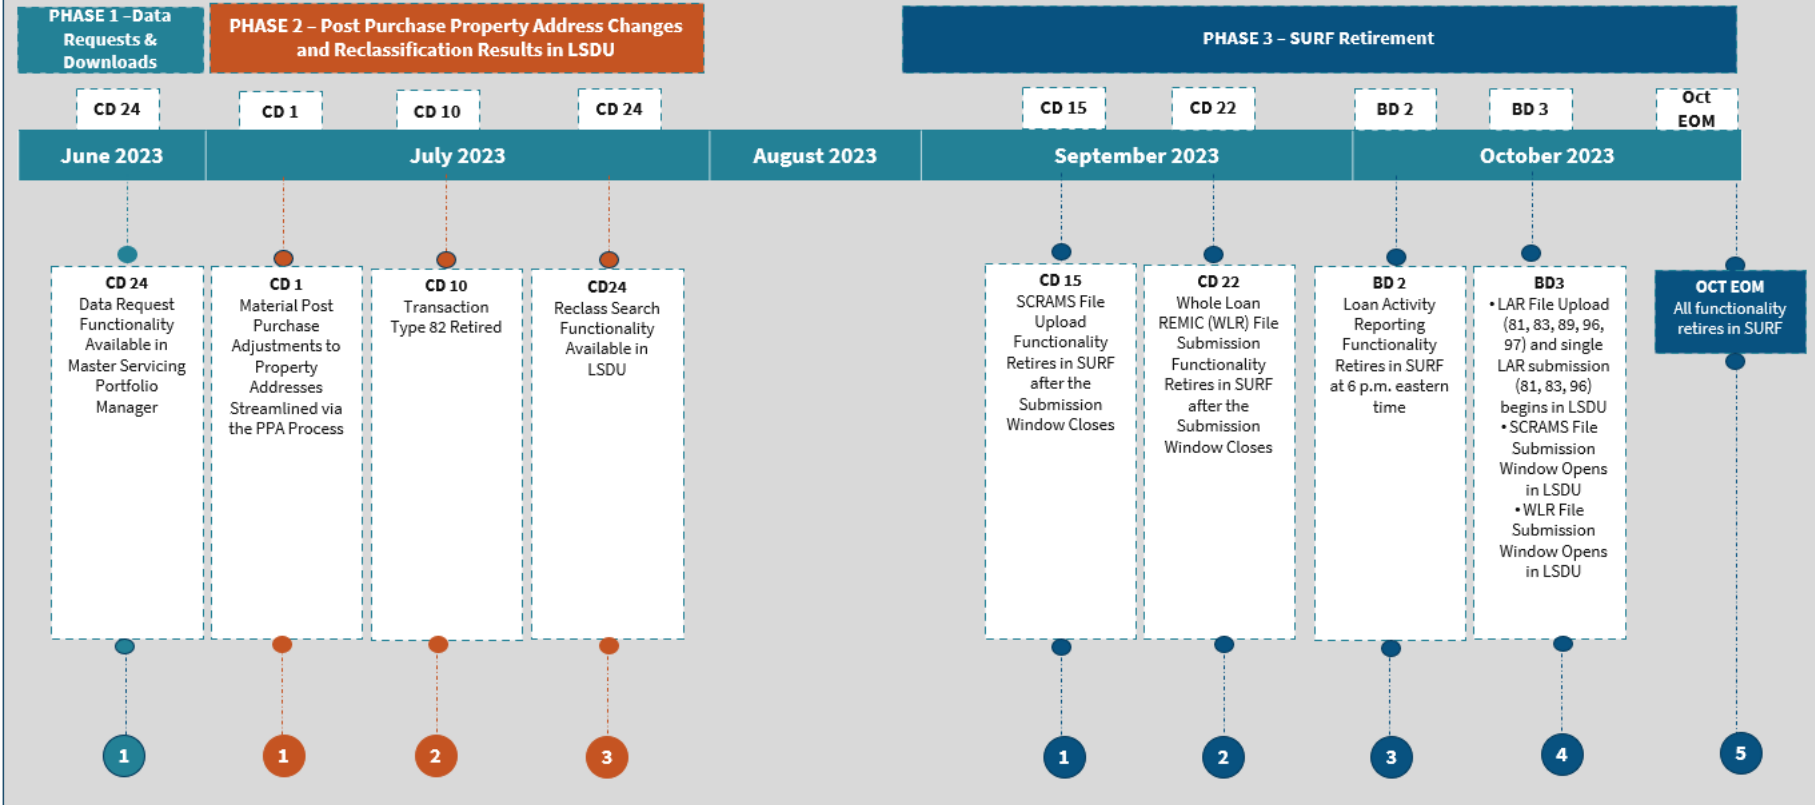 PHASE 1 –Data
Requests &
Downloads
PHASE 2 – Post Purchase Property Address Changes
and Reclassification Results in LSDU
PHASE 3 – SURF Retirement
CD 24
CD 1
CD 10
CD 24
CD 15
CD 22
BD 2
BD 3
Oct
EOM
June 2023
July 2023
August 2023
September 2023
October 2023
CD 24
Data Request
Functionality
Available in
Master Servicing
Portfolio
Manager
CD 1
Material Post
Purchase
Adjustments to
Property
Addresses
Streamlined via
the PPA Process
CD 10
Transaction
Type 82 Retired
CD24
Reclass Search
Functionality
Available in
LSDU
CD 15
SCRAMS File
Upload
Functionality
Retires in SURF
after the
Submission
Window Closes
CD 22
Whole Loan
REMIC (WLR) File
Submission
Functionality
Retires in SURF
after the
Submission
Window Closes
BD 2
Loan Activity
Reporting
Functionality
Retires in SURF
at 6 p.m. eastern
time
BD3
• LAR File Upload
(81, 83, 89, 96,
97) and single
LAR submission
(81, 83, 96)
begins in LSDU
• SCRAMS File
Submission
Window Opens
in LSDU
• WLR File
Submission
Window Opens
in LSDU
OCT EOM
All functionality
retires in SURF
1
1
2
3
1
2
3
4
5